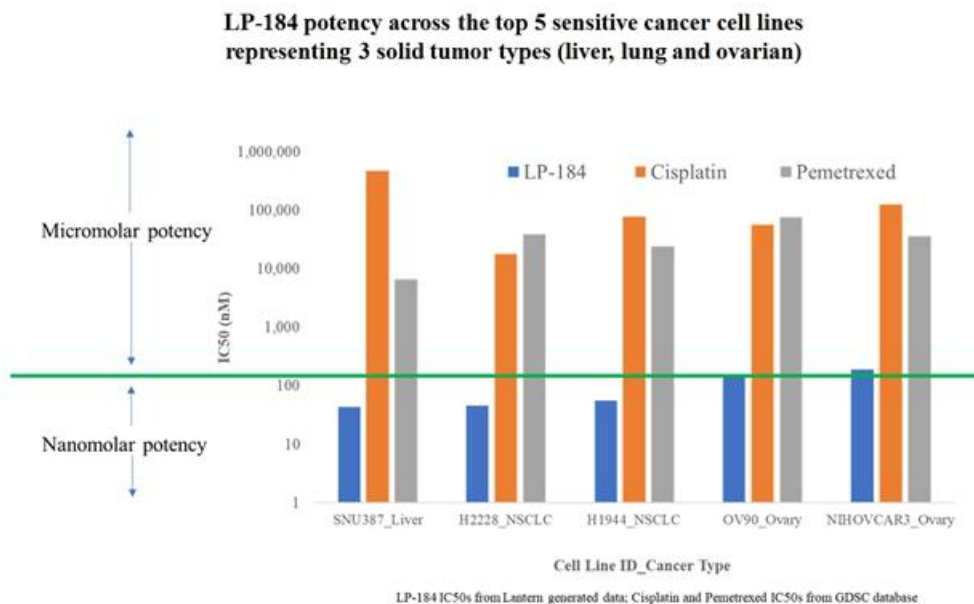 LP-184 potency across the top 5 sensitive cancer cell lines
representing 3 solid tumor types (liver, lung and ovarian)
Micromolar potency
Nanomolar potency
IC50 (nM)
1,000,000
100,000
10,000
1,000
100
10
1
LP-184 Cisplatin Pemetrexed
SNU387_Liver H2228_NSCLC H1944_NSCLC OV90_Ovary NIHOVCAR3_Ovary
Cell Line ID_Cancer Type
LP-184 IC50s from Lantern generated data; Cisplatin and Pemetrexed IC50s from GDSC database